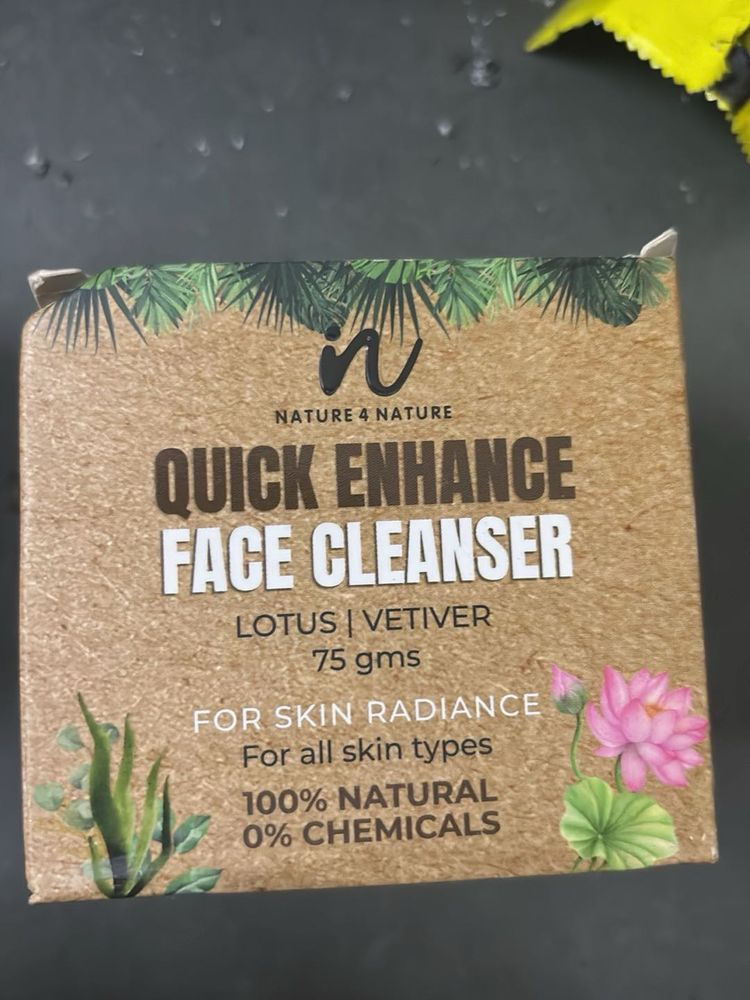 n
NATURE 4 NATURE
QUICK ENHANCE
FACE CLEANSER
LOTUS | VETIVER
75 gms
FOR SKIN RADIANCE
For all skin types
100% NATURAL
0% CHEMICALS